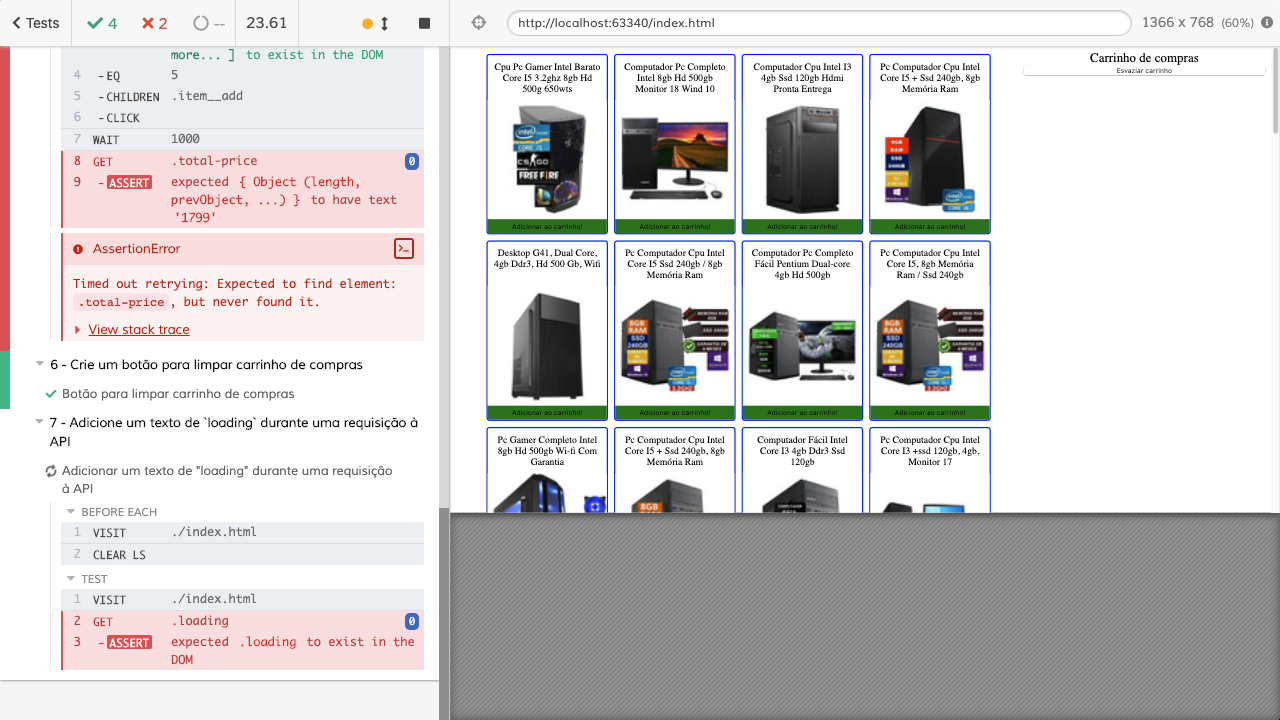 Tests
4
2
--
23.61
http://localhost:63340/index.html
1366 x 768 (60%)
more... ] to exist in the DOM
4 -EQ 5
5 -CHILDREN .item__add
6 -CLICK
7 WAIT 1000
8 GET .total-price 0
9 -ASSERT expected { Object (length,
prevObject, ...) } to have text
'1799'
AssertionError
Timed out retrying: Expected to find element:
.total-price, but never found it.
View stack trace
6 - Crie um botão para limpar carrinho de compras
Botão para limpar carrinho de compras
7 - Adicione um texto de `loading` durante uma requisição à
API
Adicionar um texto de "loading" durante uma requisição
à API
BEFORE EACH
1 VISIT ./index.html
2 CLEAR LS
TEST
1 VISIT ./index.html
2 GET .loading 0
3 -ASSERT expected .loading to exist in the
DOM
Cpu Pc Gamer Intel Barato
Core I5 3.2ghz 8gb Hd
500g 650wts
Adicionar ao carrinho!
Computador Pc Completo
Intel 8gb Hd 500gb
Monitor 18 Wind 10
Adicionar ao carrinho!
Computador Cpu Intel I3
4gb Ssd 120gb Hdmi
Pronta Entrega
Adicionar ao carrinho!
Pc Computador Cpu Intel
Core I5 + Ssd 240gb, 8gb
Memória Ram
Adicionar ao carrinho!
Desktop G41, Dual Core,
4gb Ddr3, Hd 500 Gb, Wifi
Adicionar ao carrinho!
Pc Computador Cpu Intel
Core I5 Ssd 240gb / 8gb
Memória Ram
Adicionar ao carrinho!
Computador Pc Completo
Fácil Pentium Dual-core
4gb Hd 500gb
Adicionar ao carrinho!
Pc Computador Cpu Intel
Core I5, 8gb Memória
Ram / Ssd 240gb
Adicionar ao carrinho!
Pc Gamer Completo Intel
8gb Hd 500gb Wi-fi Com
Garantia
Pc Computador Cpu Intel
Core I5 + Ssd 240gb, 8gb
Memória Ram
Computador Fácil Intel
Core I3 4gb Ddr3 Ssd
120gb
Pc Computador Cpu Intel
Core I3 +ssd 120gb, 4gb,
Monitor 17
Carrinho de compras
Esvaziar carrinho